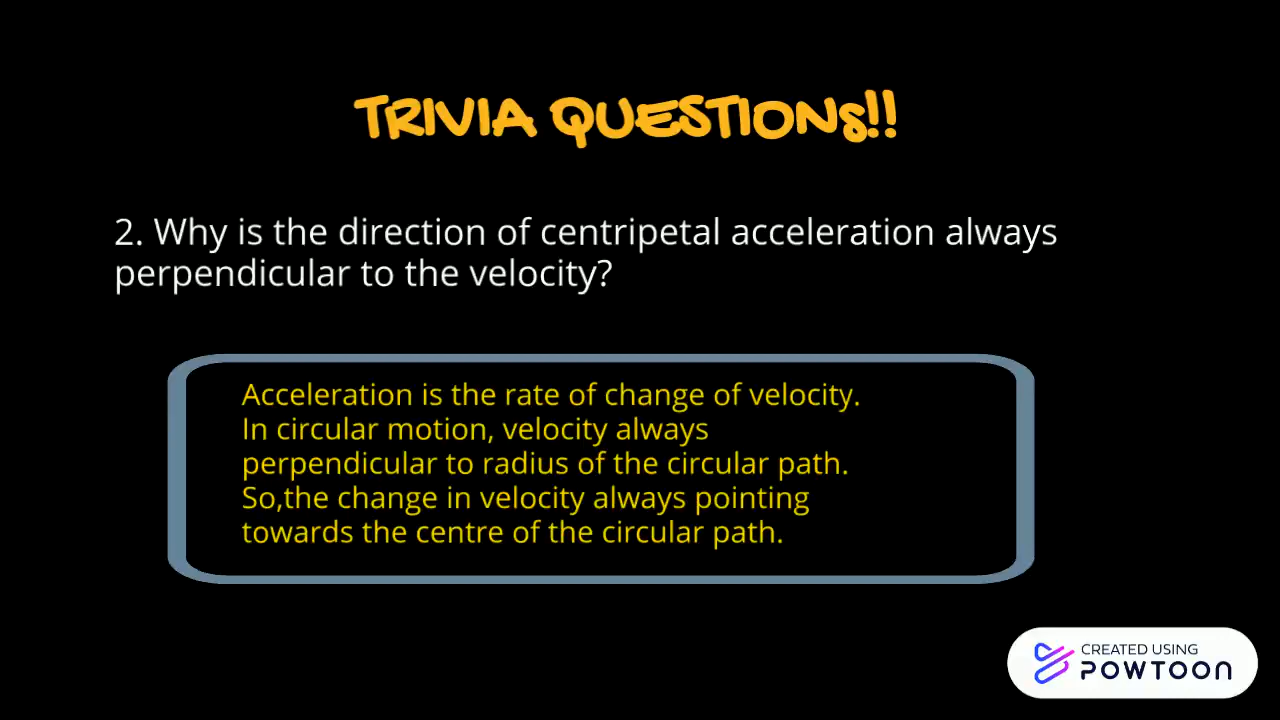 TRIVIA QUESTIONS!!
2. Why is the direction of centripetal acceleration always
perpendicular to the velocity?
Acceleration is the rate of change of velocity.
In circular motion, velocity always
perpendicular to radius of the circular path.
So,the change in velocity always pointing
towards the centre of the circular path.
CREATED USING
POWTOON